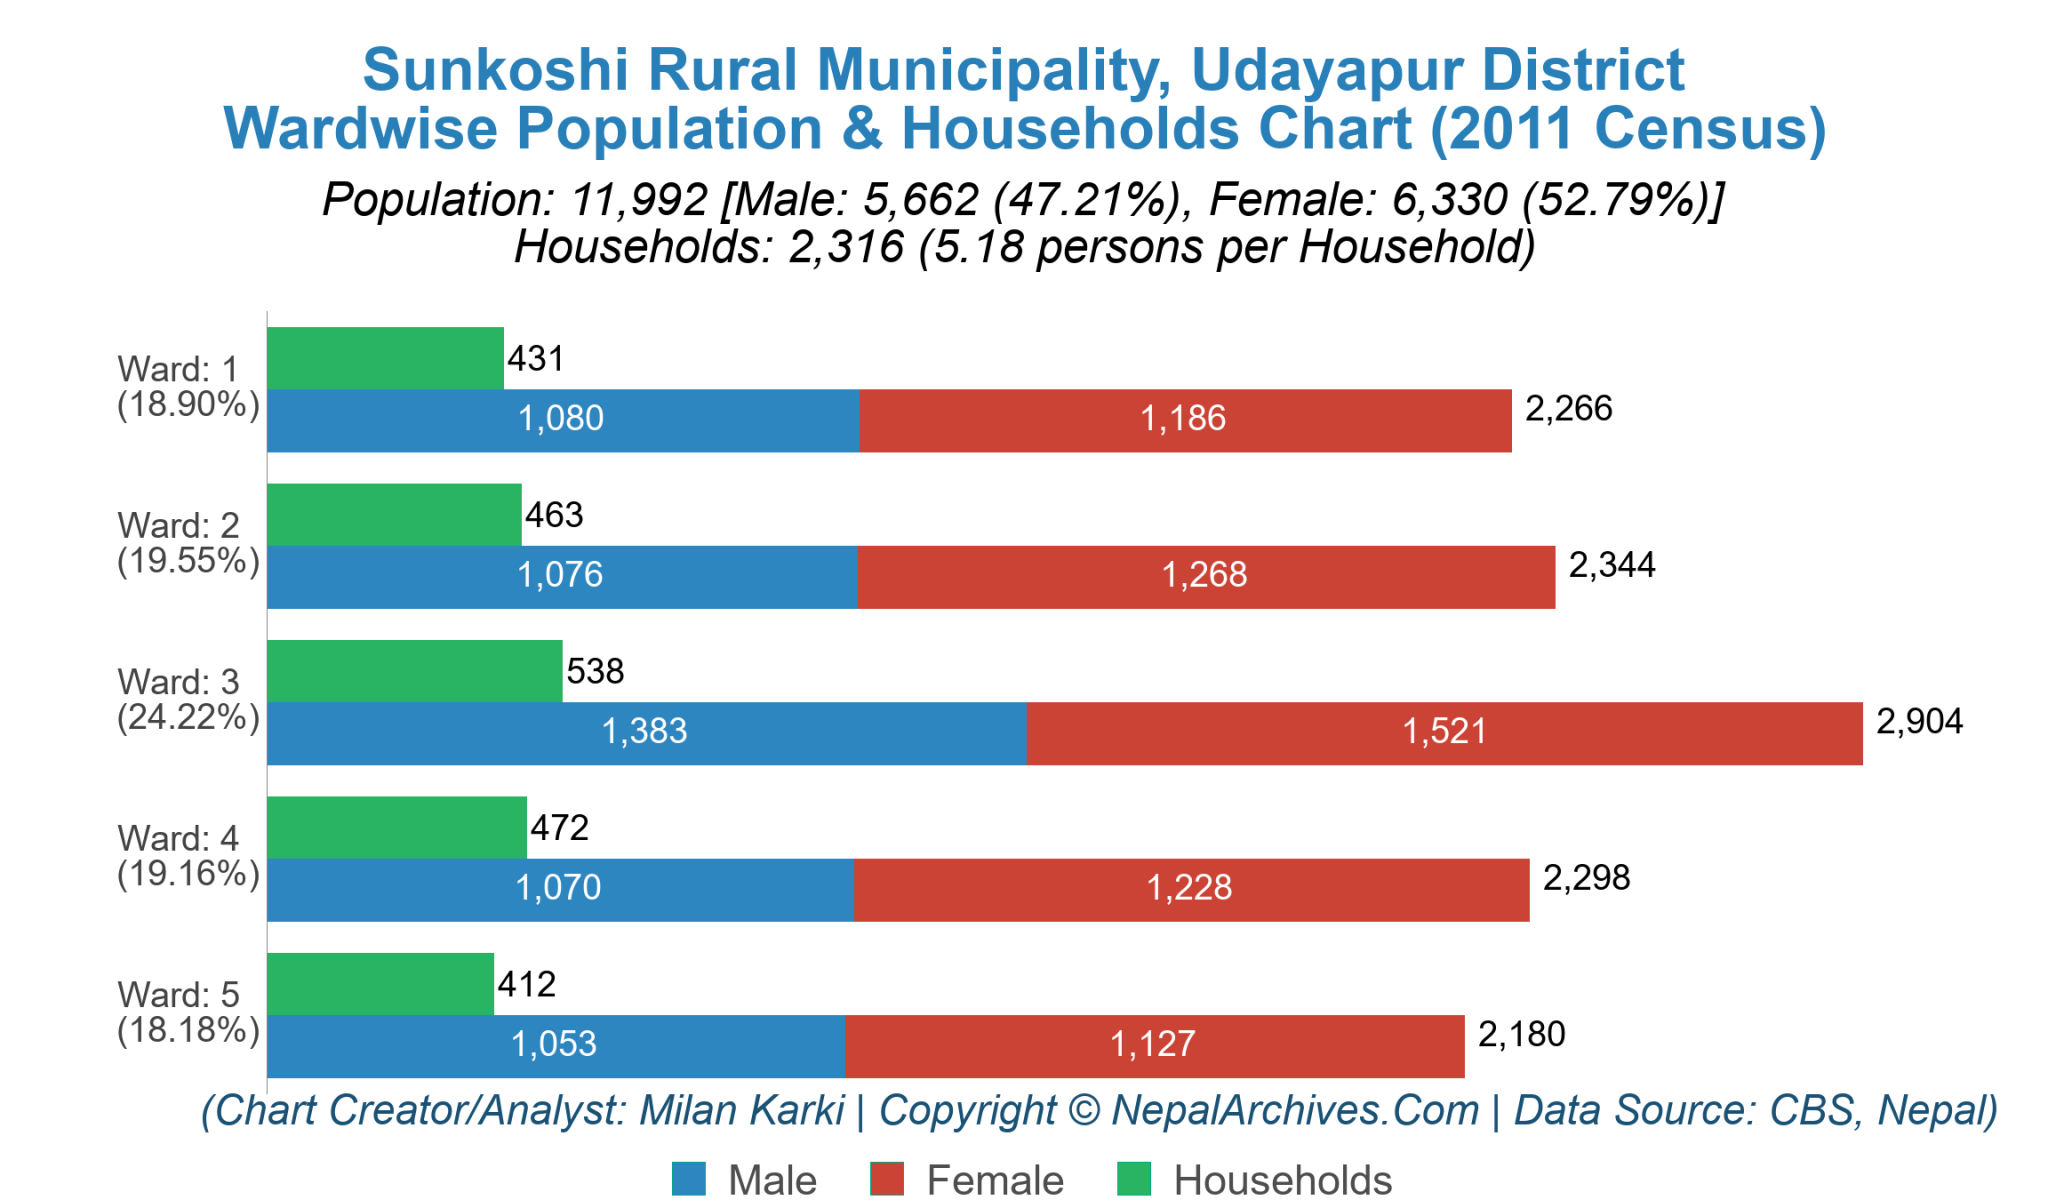 Sunkoshi Rural Municipality, Udayapur District
Wardwise Population & Households Chart (2011 Census)
Population: 11,992 [Male: 5,662 (47.21%), Female: 6,330 (52.79%)]
Households: 2,316 (5.18 persons per Household)
Ward: 1
(18.90%)
431
1,080
1,186
2,266
Ward: 2
(19.55%)
463
1,076
1,268
2,344
Ward: 3
(24.22%)
538
1,383
1,521
2,904
Ward: 4
(19.16%)
472
1,070
1,228
2,298
Ward: 5
(18.18%)
412
1,053
1,127
2,180
(Chart Creator/Analyst: Milan Karki | Copyright © NepalArchives.Com | Data Source: CBS, Nepal)
Male
Female
Households